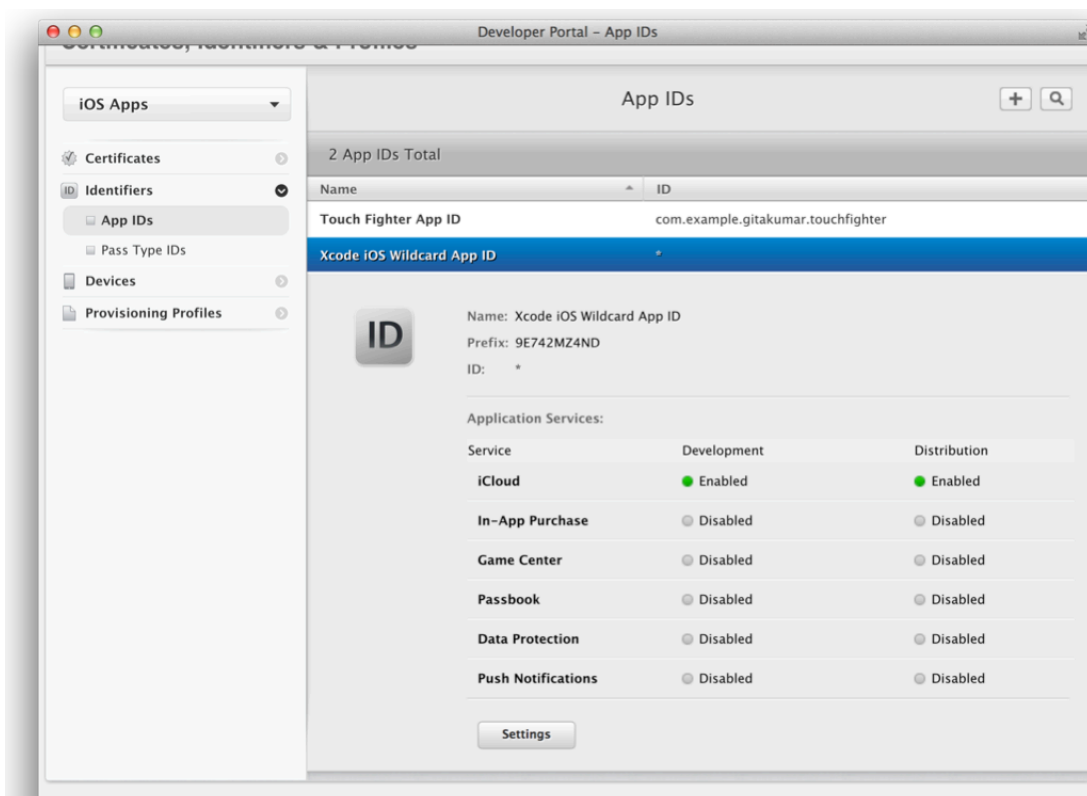 Developer Portal – App IDs
Certificates, Identifiers & Profiles
iOS Apps
Certificates
ID Identifiers
App IDs
Pass Type IDs
Devices
Provisioning Profiles
App IDs
2 App IDs Total
Name ID
Touch Fighter App ID com.example.gitakumar.touchfighter
Xcode iOS Wildcard App ID *
ID
Name: Xcode iOS Wildcard App ID
Prefix: 9E742MZ4ND
ID: *
Application Services:
Service Development Distribution
iCloud Enabled Enabled
In-App Purchase Disabled Disabled
Game Center Disabled Disabled
Passbook Disabled Disabled
Data Protection Disabled Disabled
Push Notifications Disabled Disabled
Settings